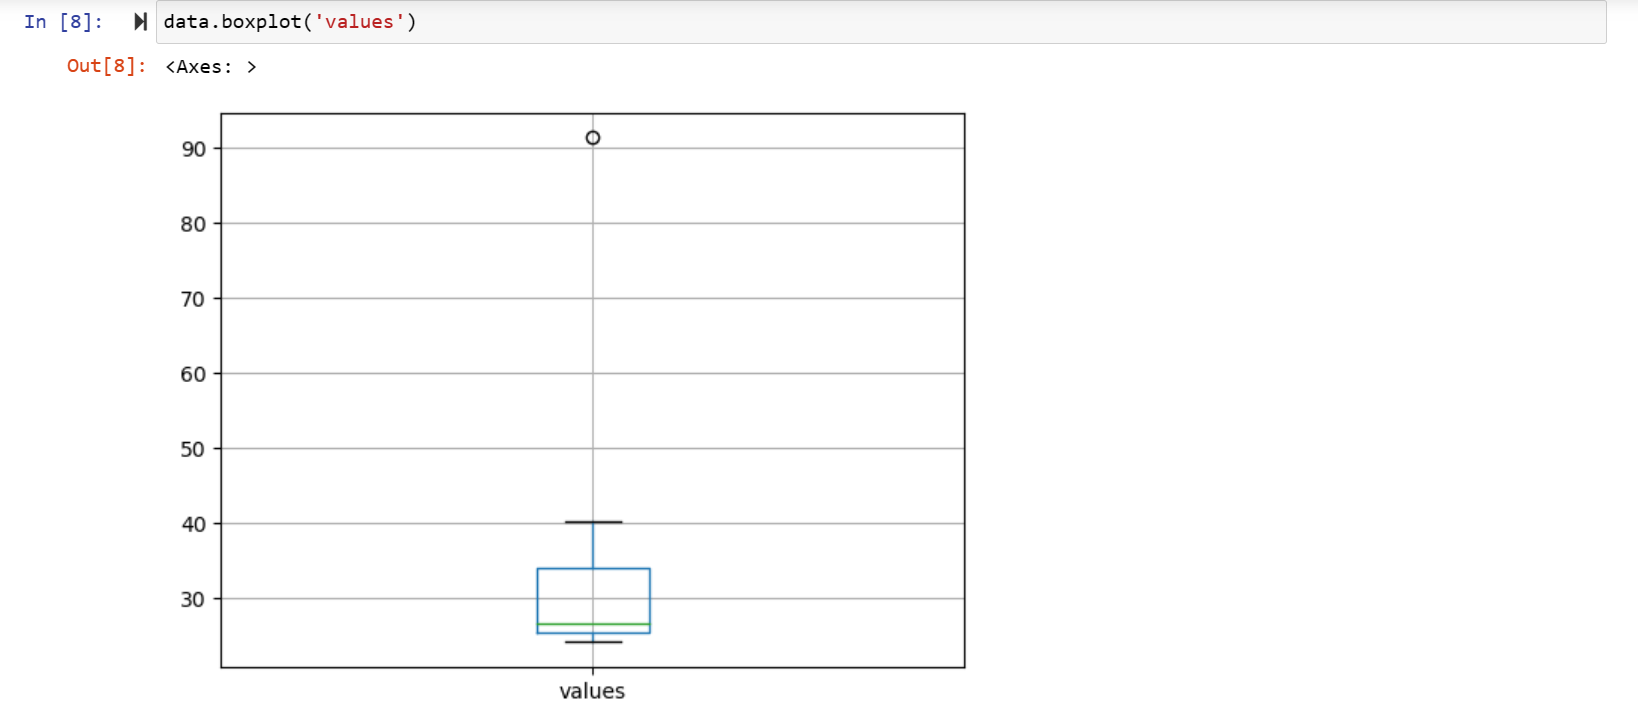 In [8]: data.boxplot('values')
Out[8]: <Axes: >
90
80
70
60
50
40
30
values